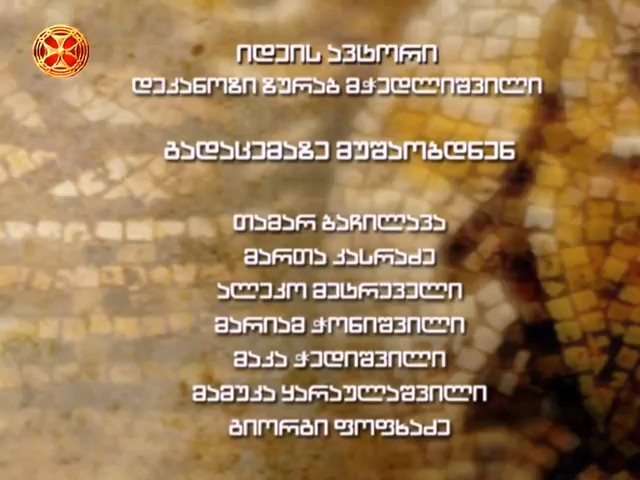 იდეის ავტორი
დეკანოზი ზურაბ მჭედლიშვილი
გადაცემაზე მუშაობდნენ
თამარ ბაჩილავა
მართა კასრაძე
ალეკო მეტრეველი
მარიამ ჭონიშვილი
მაკა ჭედიშვილი
მამუკა ყარაულაშვილი
გიორგი ფოფხაძე